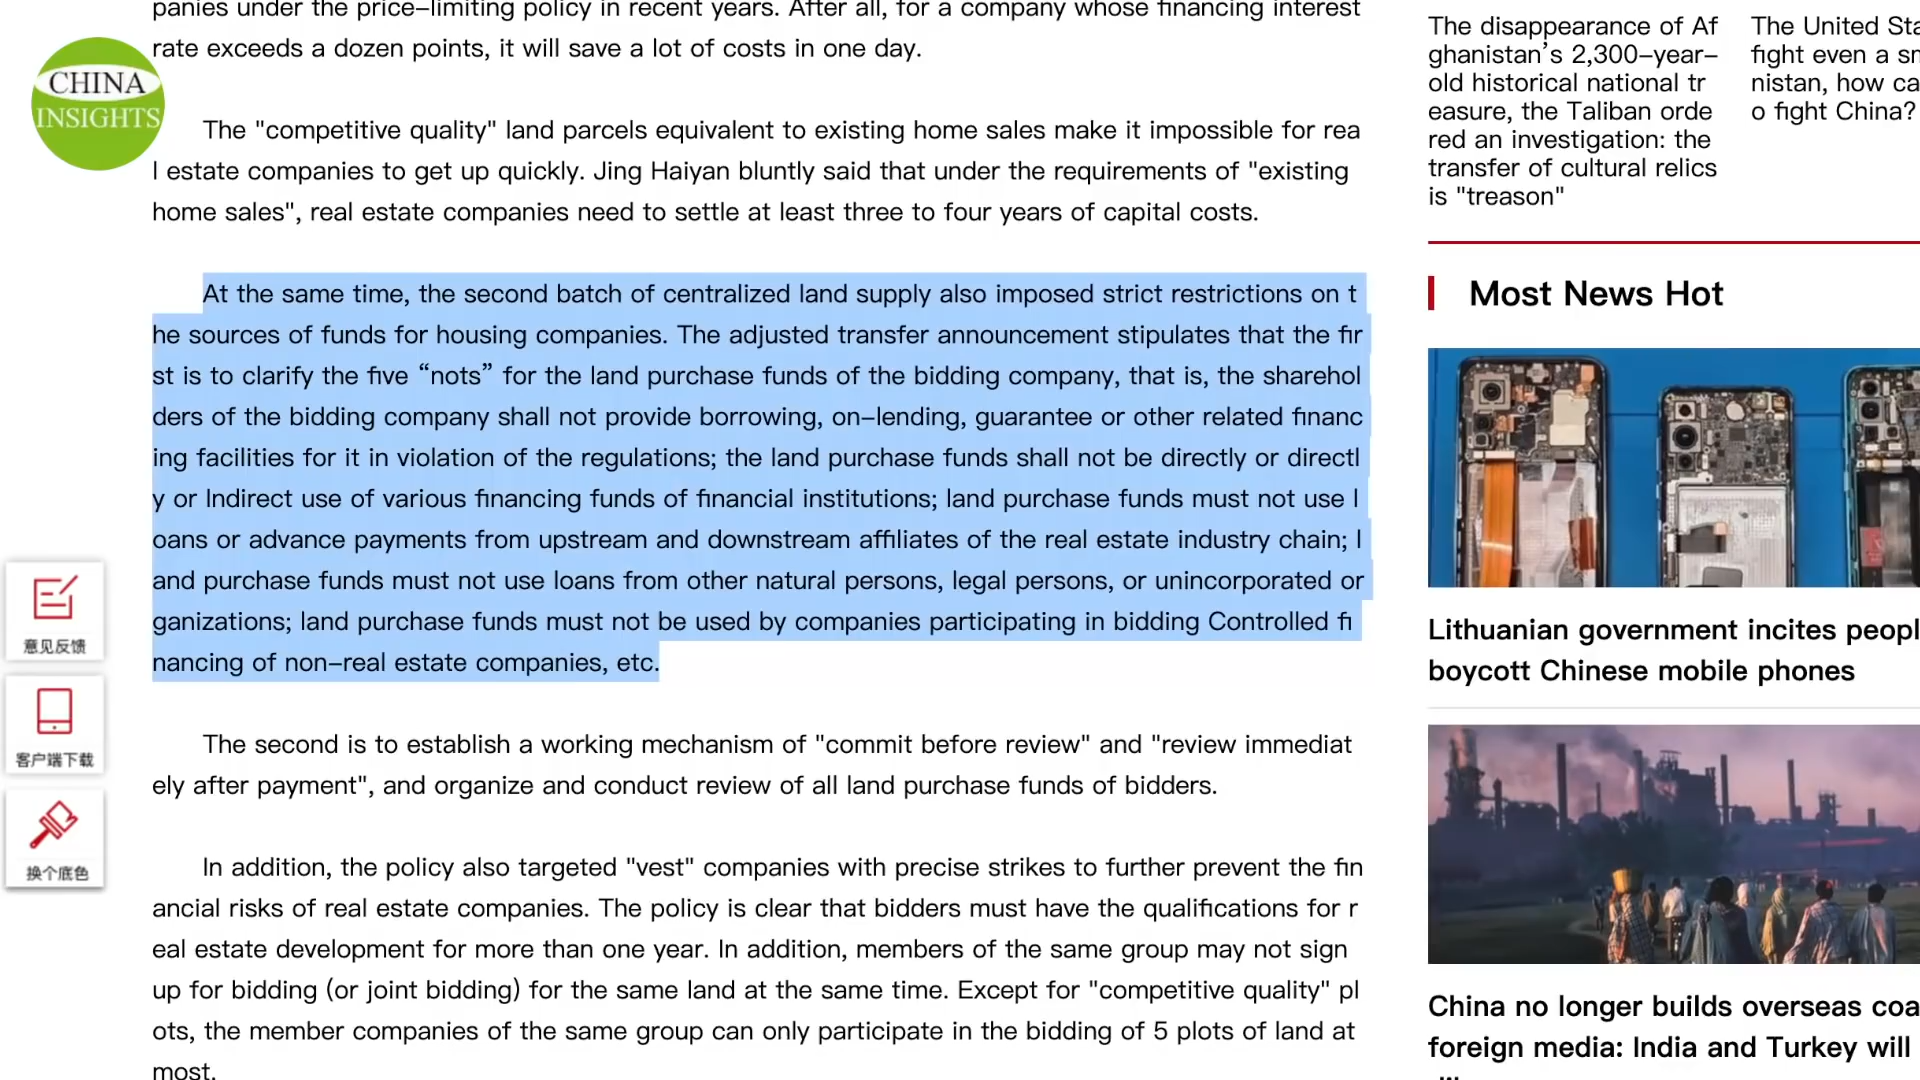 panies under the price–limiting policy in recent years. After all, for a company whose financing interest
rate exceeds a dozen points, it will save a lot of costs in one day.
CHINA
INSIGHTS
The "competitive quality" land parcels equivalent to existing home sales make it impossible for rea
l estate companies to get up quickly. Jing Haiyan bluntly said that under the requirements of "existing
home sales", real estate companies need to settle at least three to four years of capital costs.
At the same time, the second batch of centralized land supply also imposed strict restrictions on t
he sources of funds for housing companies. The adjusted transfer announcement stipulates that the fir
st is to clarify the five “nots” for the land purchase funds of the bidding company, that is, the sharehol
ders of the bidding company shall not provide borrowing, on–lending, guarantee or other related financ
ing facilities for it in violation of the regulations; the land purchase funds shall not be directly or directl
y or Indirect use of various financing funds of financial institutions; land purchase funds must not use l
oans or advance payments from upstream and downstream affiliates of the real estate industry chain; l
and purchase funds must not use loans from other natural persons, legal persons, or unincorporated or
ganizations; land purchase funds must not be used by companies participating in bidding Controlled fi
nancing of non–real estate companies, etc.
The second is to establish a working mechanism of "commit before review" and "review immediat
ely after payment", and organize and conduct review of all land purchase funds of bidders.
In addition, the policy also targeted "vest" companies with precise strikes to further prevent the fin
ancial risks of real estate companies. The policy is clear that bidders must have the qualifications for r
eal estate development for more than one year. In addition, members of the same group may not sign
up for bidding (or joint bidding) for the same land at the same time. Except for "competitive quality" pl
ots, the member companies of the same group can only participate in the bidding of 5 plots of land at
most.
意见反馈
客户端下载
换个底色
The disappearance of Af
ghanistan’s 2,300–year–
old historical national tr
easure, the Taliban orde
red an investigation: the
transfer of cultural relics
is "treason"
The United Sta
fight even a sm
nistan, how ca
o fight China?
Most News Hot
Lithuanian government incites peopl
boycott Chinese mobile phones
China no longer builds overseas coa
foreign media: India and Turkey will